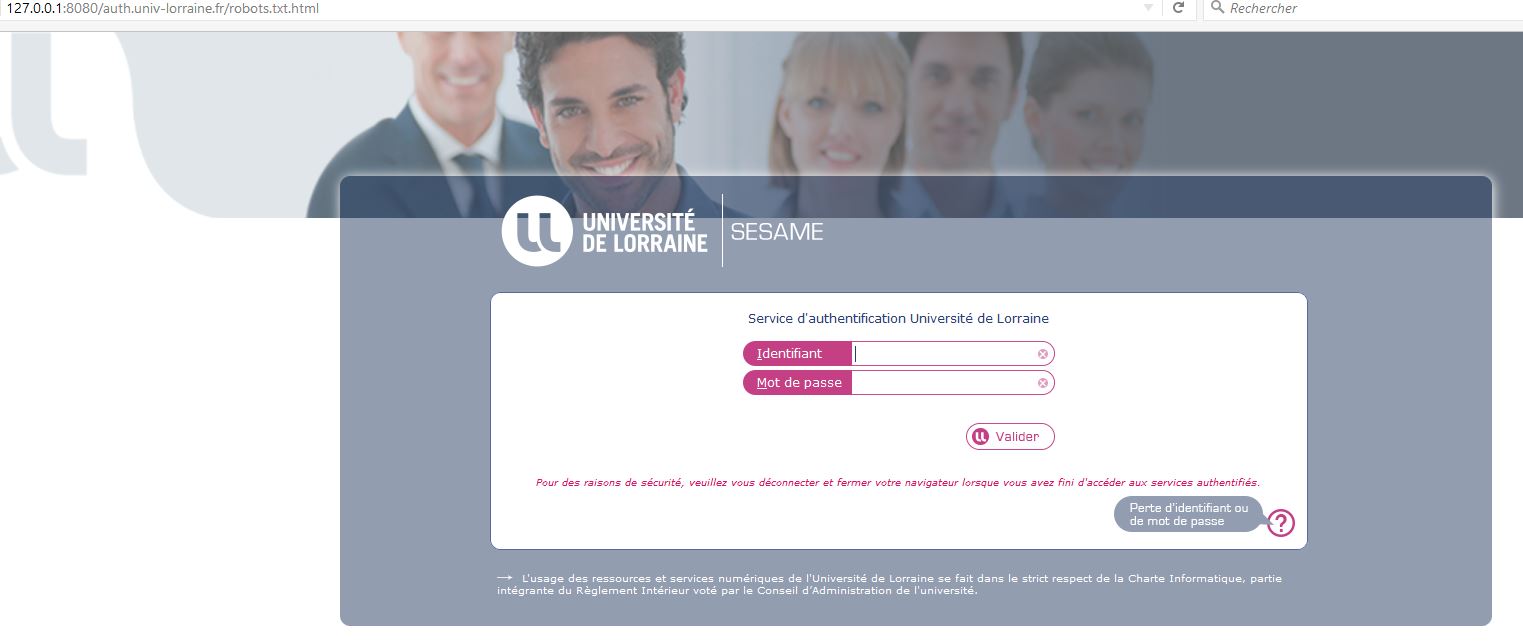 127.0.0.1:8080/auth.univ-lorraine.fr/robots.txt.html
Rechercher
UNIVERSITÉ
DE LORRAINE
SESAME
Service d'authentification Université de Lorraine
Identifiant
Mot de passe
Valider
Pour des raisons de sécurité, veuillez vous déconnecter et fermer votre navigateur lorsque vous avez fini d'accéder aux services authentifiés.
Perte d'identifiant ou
de mot de passe
?
→ L'usage des ressources et services numériques de l'Université de Lorraine se fait dans le strict respect de la Charte Informatique, partie
intégrante du Règlement Intérieur voté par le Conseil d'Administration de l'université.